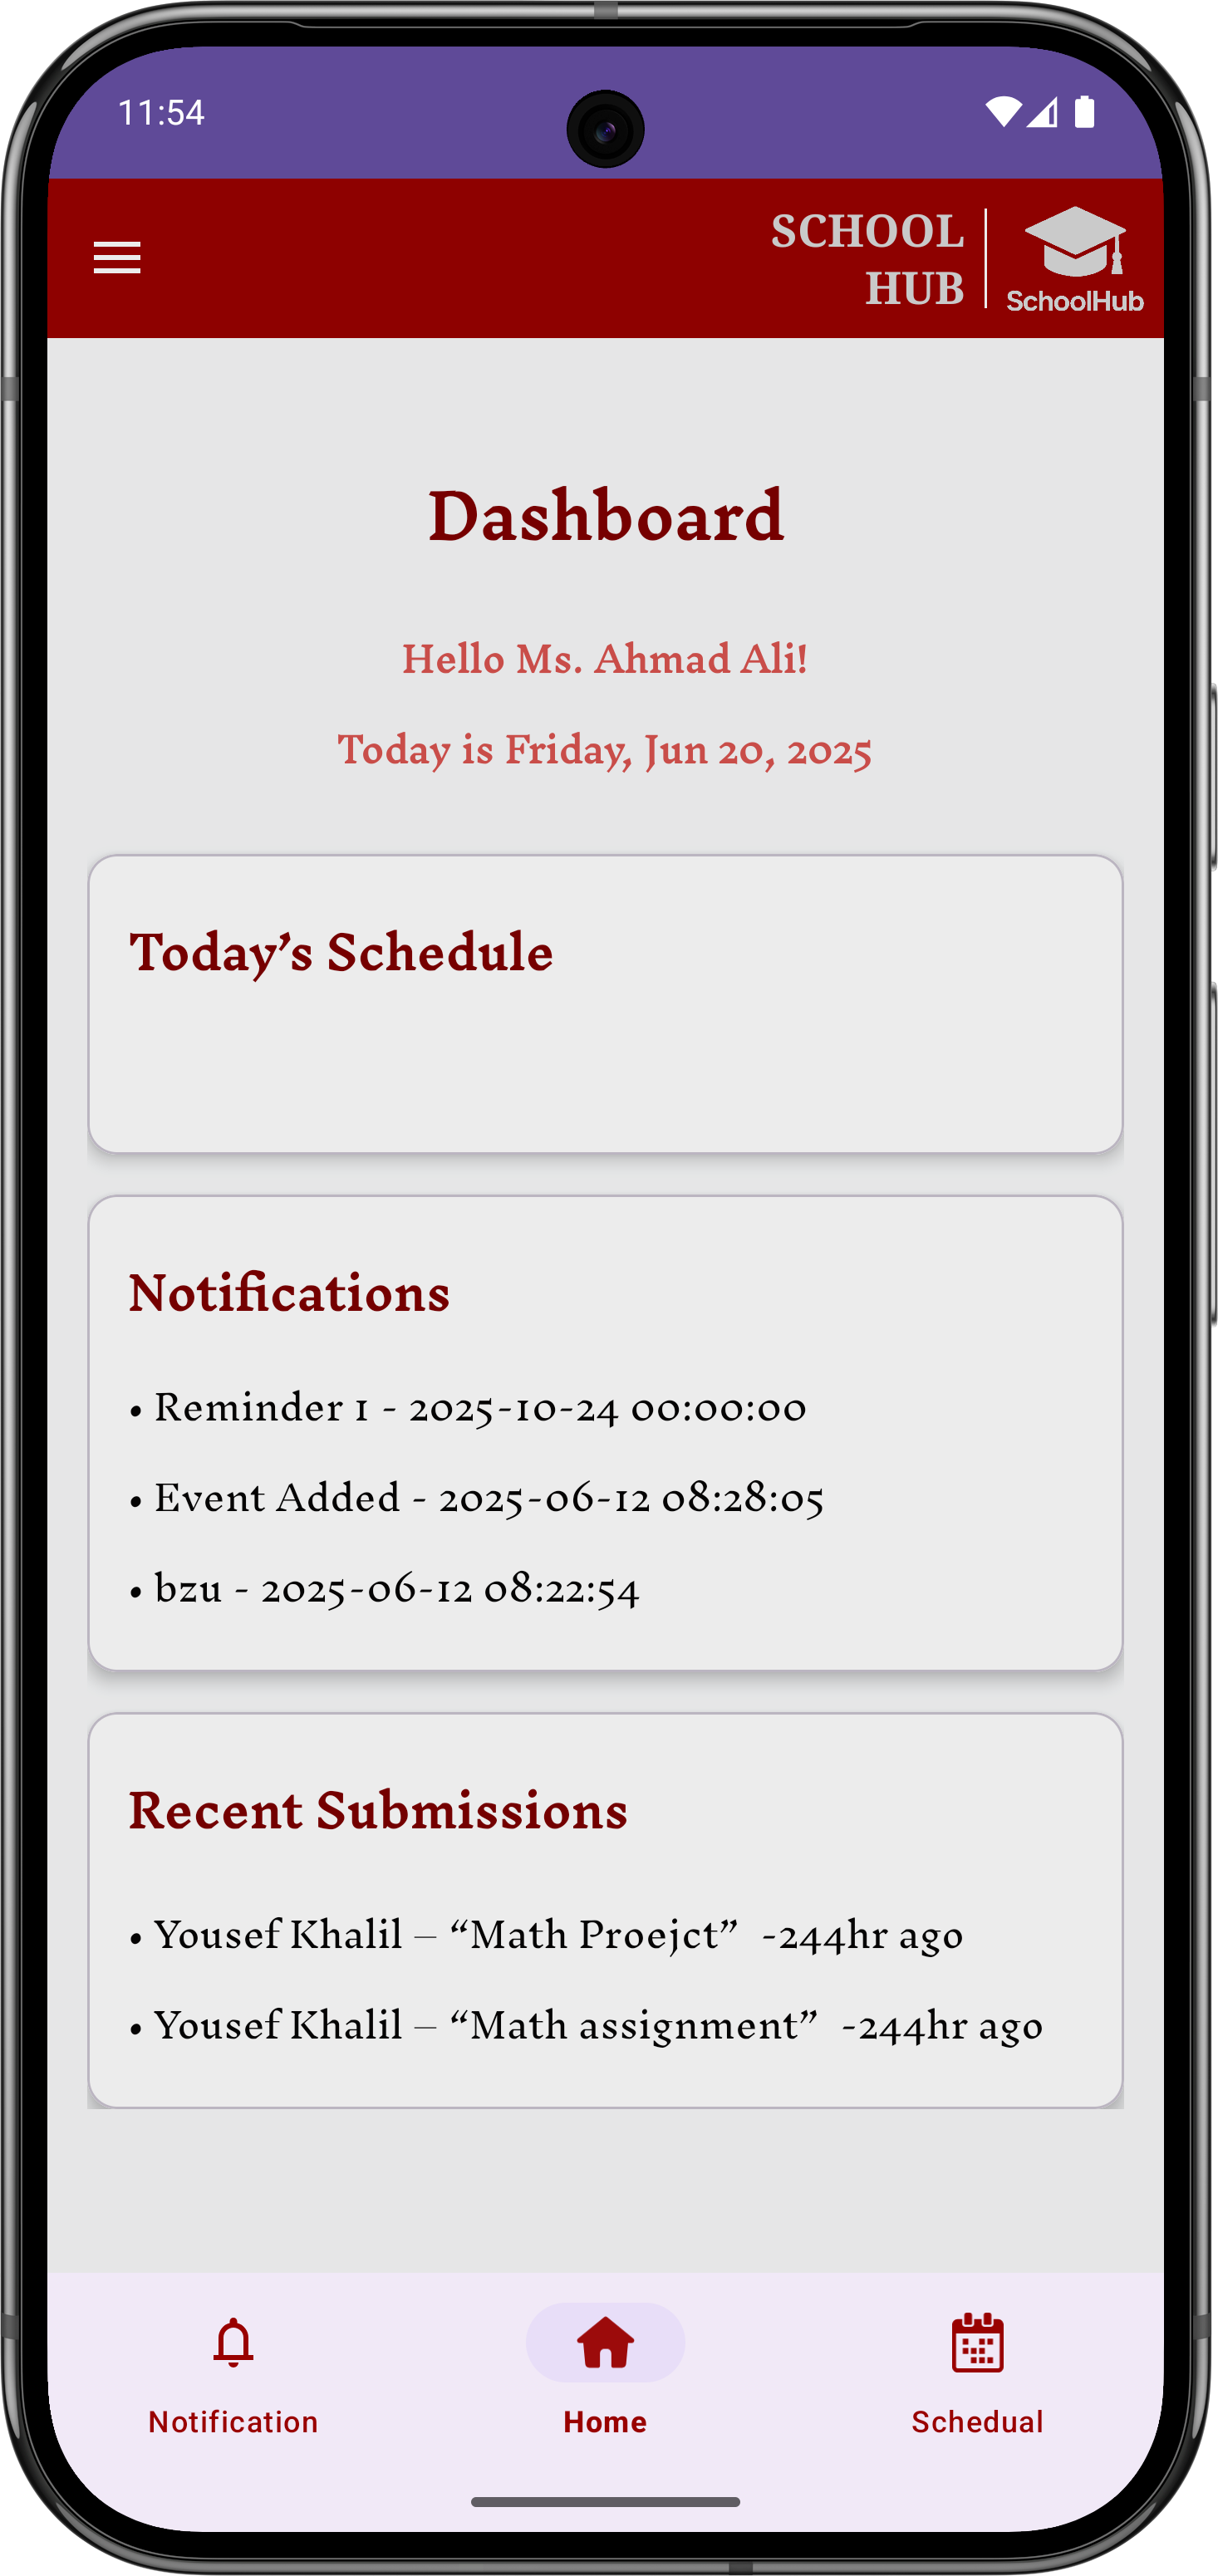 11:54
SCHOOL
HUB
SchoolHub
Dashboard
Hello Ms. Ahmad Ali!
Today is Friday, Jun 20, 2025
Today’s Schedule
Notifications
• Reminder 1 - 2025-10-24 00:00:00
• Event Added - 2025-06-12 08:28:05
• bzu - 2025-06-12 08:22:54
Recent Submissions
• Yousef Khalil – “Math Proejct”  -244hr ago
• Yousef Khalil – “Math assignment”  -244hr ago
Notification
Home
Schedual